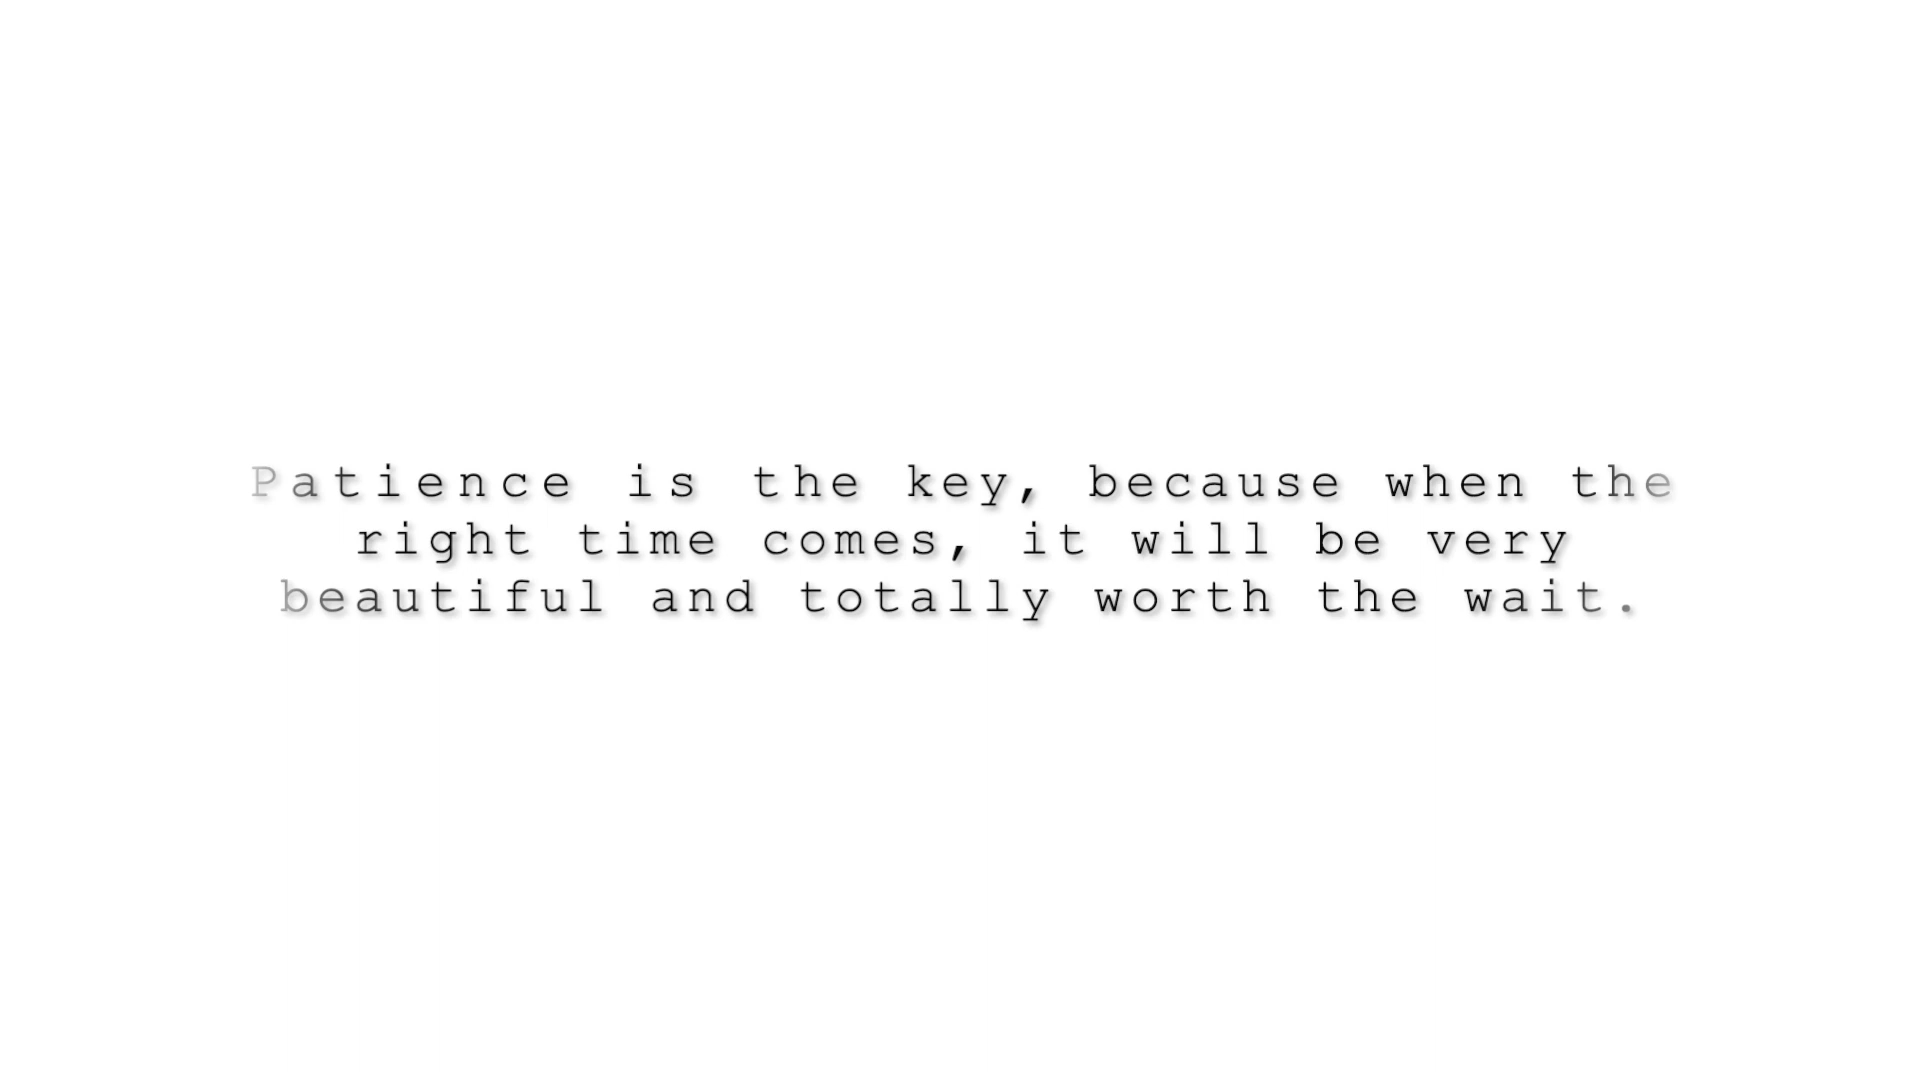 Patience is the key, because when the
right time comes, it will be very
beautiful and totally worth the wait.